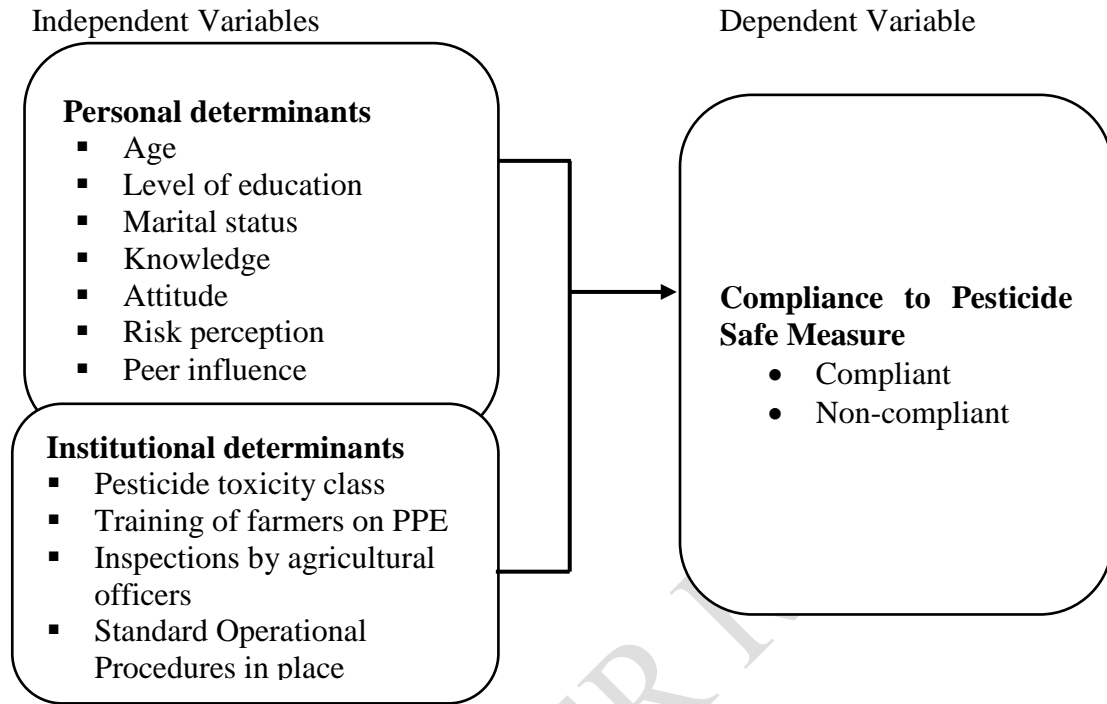 Independent Variables
Dependent Variable
Personal determinants
▪ Age
▪ Level of education
▪ Marital status
▪ Knowledge
▪ Attitude
▪ Risk perception
▪ Peer influence
Institutional determinants
▪ Pesticide toxicity class
▪ Training of farmers on PPE
▪ Inspections by agricultural
officers
▪ Standard Operational
Procedures in place
Compliance to Pesticide
Safe Measure
• Compliant
• Non-compliant